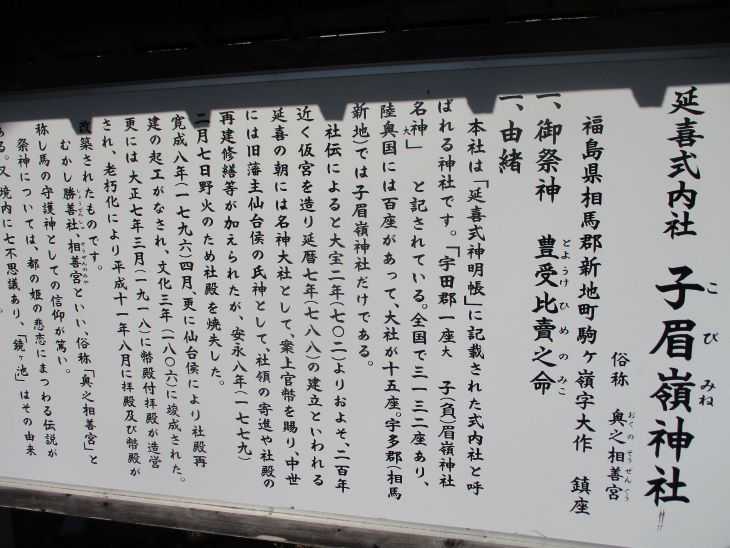 延喜式内社 子眉嶺神社
こびみね
俗称 奥之相善宮
おくのそうぜんぐう
福島県相馬郡新地町駒ヶ嶺字大作 鎮座
一、御祭神 豊受比賣之命
とようけひめのみこ
一、由緒
本社は「延喜式神明帳」に記載された式内社と呼
ばれる神社です。「宇田郡一座大 子(負)眉嶺神社
名神大」と記されている。全国で三一三二座あり、
陸奥国には百座があって、大社が十五座。宇多郡(相馬
新地)では子眉嶺神社だけである。
社伝によると大宝二年(七〇二)よりおよそ、二百年
近く仮宮を造り延暦七年(七八八)の建立といわれる
延喜の朝には名神大社として、案上官幣を賜り、中世
には旧藩主仙台侯の氏神として、社領の寄進や社殿の
再建修繕等が加えられたが、安永八年(一七七九)
二月七日野火のため社殿を焼失した。
寛成八年(一七九六)四月、更に仙台侯により社殿再
建の起工がなされ、文化三年(一八〇六)に竣成された。
更には大正七年三月(一九一八)に幣殿付拝殿が造営
され、老朽化により平成十一年八月に拝殿及び幣殿が
改築されたものです。
むかし勝善社、相善宮といい、俗称「奥之相善宮」と
称し馬の守護神としての信仰が篤い。
祭神については、都の姫の悲恋にまつわる伝説が
ある。又境内に七不思議あり、「鏡ヶ池」はその由来